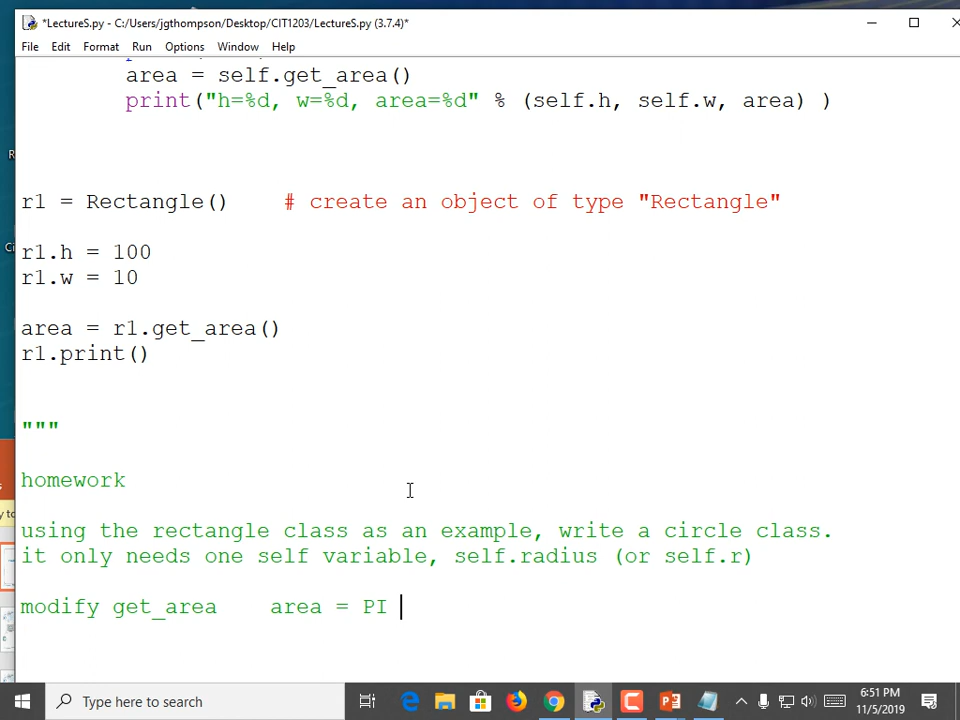 *LectureS.py - C:/Users/jgthompson/Desktop/CIT1203/LectureS.py (3.7.4)*
File Edit Format Run Options Window Help
area = self.get_area()
print("h=%d, w=%d, area=%d" % (self.h, self.w, area) )
r1 = Rectangle() # create an object of type "Rectangle"
r1.h = 100
r1.w = 10
area = r1.get_area()
r1.print()
"""
homework
using the rectangle class as an example, write a circle class.
it only needs one self variable, self.radius (or self.r)
modify get_area area = PI
Type here to search
6:51 PM
11/5/2019